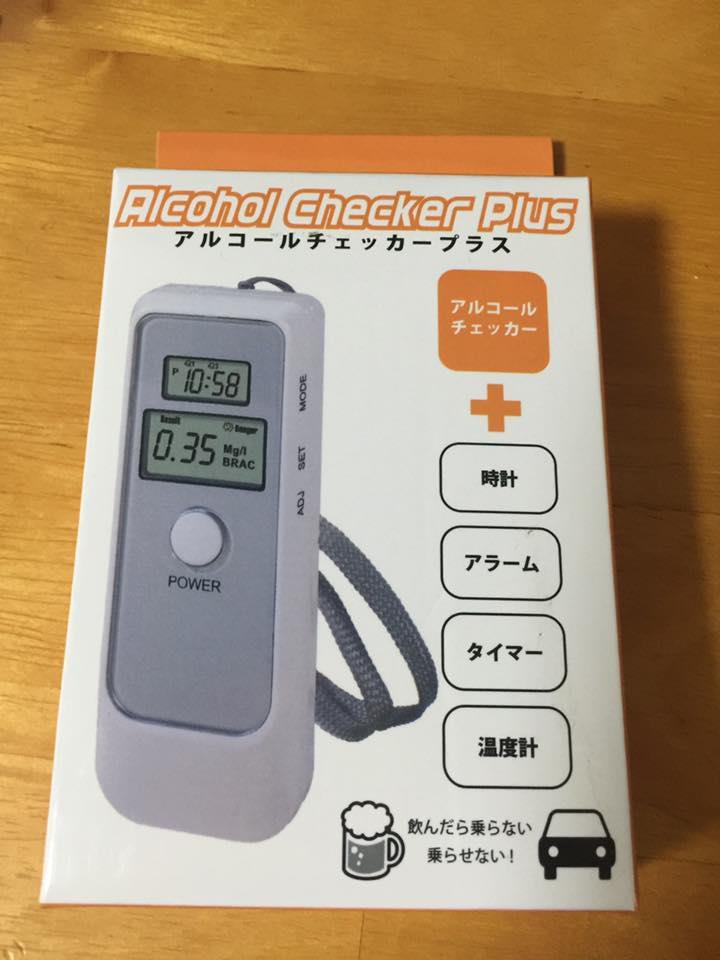 Alcohol Checker Plus
アルコールチェッカープラス
アルコール
チェッカー
P
10:58
MODE
Result
Danger
0.35 Mg/l
BRAC
SET
ADJ
POWER
時計
アラーム
タイマー
温度計
飲んだら乗らない
乗らせない!